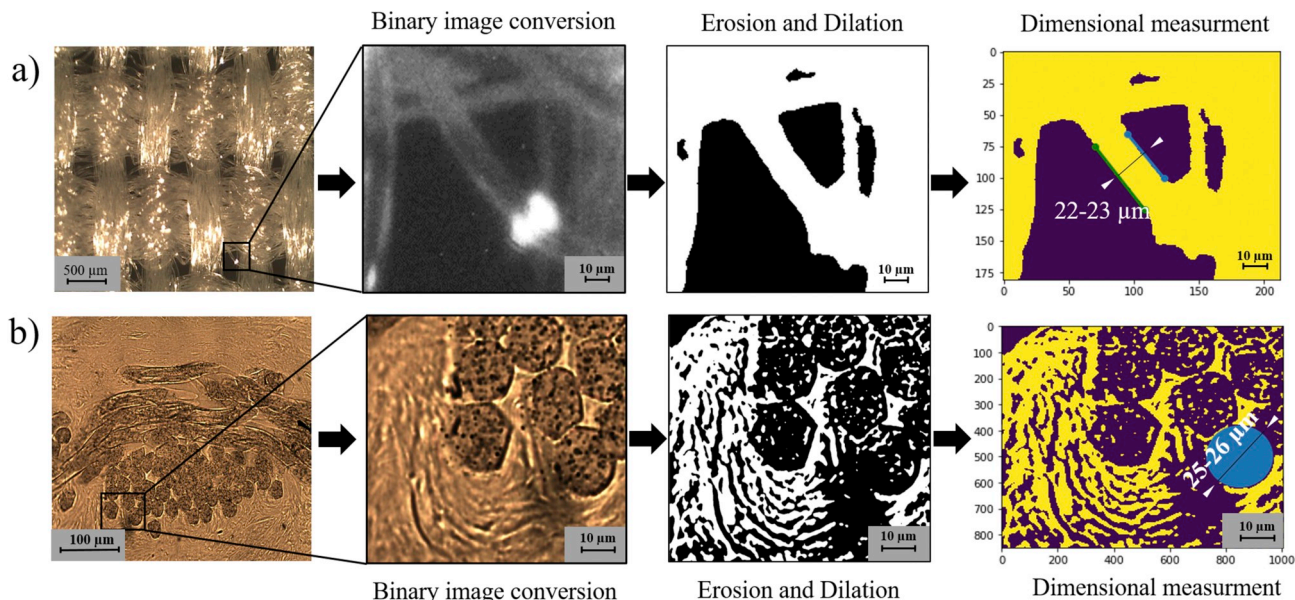 Binary image conversion
Erosion and Dilation
Dimensional measurment
a)
500 µm
10 µm
10 µm
0
25
50
75
100
125
150
175
22-23 µm
10 µm
0
50
100
150
200
b)
100 µm
10 µm
10 µm
0
100
200
300
400
500
600
700
800
25-26 µm
10 µm
0
200
400
600
800
1000
Binary image conversion
Erosion and Dilation
Dimensional measurment